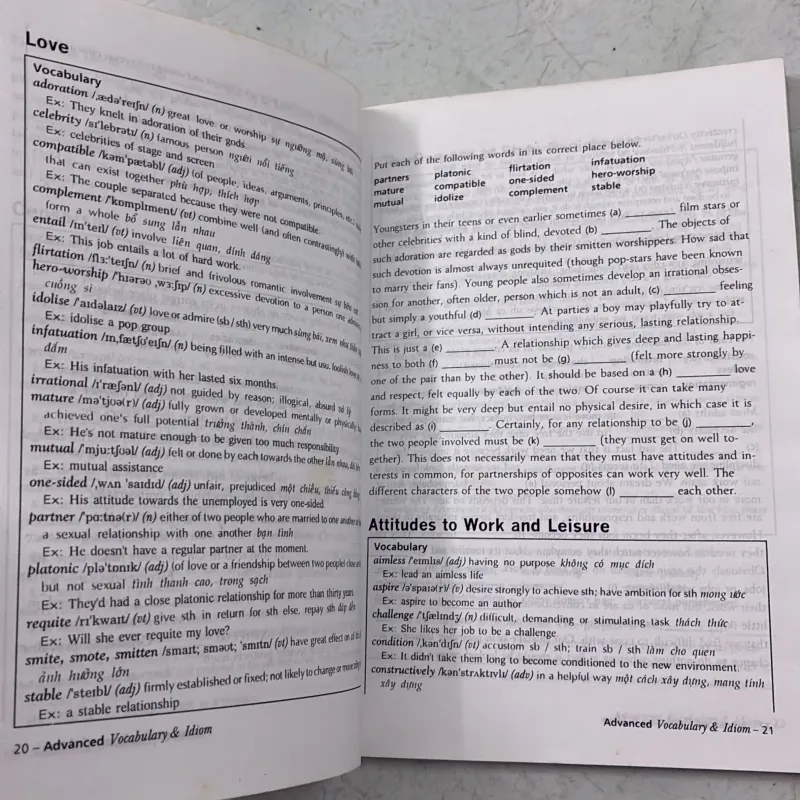 Love
Vocabulary
adoration /ˌædəˈreɪʃn/ (n) great love or worship sự ngưỡng mộ, sùng
Ex: They knelt in adoration of their gods.
celebrity /sɪˈlebrətɪ/ (n) famous person người nổi tiếng
Ex: celebrities of stage and screen
compatible /kəmˈpætəbl/ (adj) (of people, ideas, arguments, principles, etc.)
that can exist together phù hợp, thích hợp
Ex: The couple separated because they were not compatible.
complement /ˈkɒmplɪmənt/ (vt) combine well (and often contrastingly) with
form a whole bổ sung lẫn nhau
entail /ɪnˈteɪl/ (vt) involve liên quan, dính dáng
Ex: This job entails a lot of hard work.
flirtation /flɜːˈteɪʃn/ (n) brief and frivolous romantic involvement sự
hero-worship /ˈhɪərəʊ ˌwɜːʃɪp/ (n) excessive devotion to a person one admires
cuồng si
idolise /ˈaɪdəlaɪz/ (vt) love or admire (sb / sth) very much sùng bái, xem như
Ex: idolise a pop group
infatuation /ɪnˌfætʃʊˈeɪʃn/ (n) being filled with an intense but usu. foolish love
đắm
Ex: His infatuation with her lasted six months.
irrational /ɪˈræʃənl/ (adj) not guided by reason; illogical, absurd vô lý
mature /məˈtjʊə(r)/ (adj) fully grown or developed mentally or physically,
achieved one's full potential trưởng thành, chín chắn
Ex: He's not mature enough to be given too much responsibility
mutual /ˈmjuːtʃʊəl/ (adj) felt or done by each towards the other lẫn nhau,
Ex: mutual assistance
one-sided /ˌwʌn ˈsaɪdɪd/ (adj) unfair, prejudiced một chiều, thiếu công bằng
Ex: His attitude towards the unemployed is very one-sided.
partner /ˈpɑːtnə(r)/ (n) either of two people who are married to one another or
a sexual relationship with one another bạn tình
Ex: He doesn't have a regular partner at the moment.
platonic /pləˈtɒnɪk/ (adj) (of love or a friendship between two people) close
but not sexual tình thanh cao, trong sạch
Ex: They'd had a close platonic relationship for more than thirty years
requite /rɪˈkwaɪt/ (vt) give sth in return for sth else, repay sth đáp lại
Ex: Will she ever requite my love?
smite, smote, smitten /smaɪt; sməʊt; ˈsmɪtn/ (vt) have great effect on
ảnh hưởng lớn
stable /ˈsteɪbl/ (adj) firmly established or fixed; not likely to change or move
Ex: a stable relationship
20 – Advanced Vocabulary & Idiom
Put each of the following words in its correct place below.
partners platonic flirtation infatuation
mature compatible one-sided hero-worship
mutual idolize complement stable
Youngsters in their teens or even earlier sometimes (a) ________ film stars or
other celebrities with a kind of blind, devoted (b) ________. The objects of
such adoration are regarded as gods by their smitten worshippers. How sad that
such devotion is almost always unrequited (though pop-stars have been known
to marry their fans). Young people also sometimes develop an irrational obses-
sion for another, often older, person which is not an adult, (c) ________ feeling
but simply a youthful (d) ________. At parties a boy may playfully try to at-
tract a girl, or vice versa, without intending any serious, lasting relationship.
This is just a (e) ________. A relationship which gives deep and lasting happi-
ness to both (f) ________ must not be (g) ________ (felt more strongly by
one of the pair than by the other). It should be based on a (h) ________ love
and respect, felt equally by each of the two. Of course it can take many
forms. It might be very deep but entail no physical desire, in which case it is
described as (i) ________. Certainly, for any relationship to be (j) ________,
the two people involved must be (k) ________ (they must get on well to-
gether). This does not necessarily mean that they must have attitudes and in-
terests in common, for partnerships of opposites can work very well. The
different characters of the two people somehow (l) ________ each other.
Attitudes to Work and Leisure
Vocabulary
aimless /ˈeɪmlɪs/ (adj) having no purpose không có mục đích
Ex: lead an aimless life
aspire /əˈspaɪə(r)/ (v) desire strongly to achieve sth; have ambition for sth mong ước
Ex: aspire to become an author
challenge /ˈtʃælɪndʒ/ (n) difficult, demanding or stimulating task thách thức
Ex: She likes her job to be a challenge.
condition /ˌkənˈdɪʃn/ (vt) accustom sb / sth; train sb / sth làm cho quen
Ex: It didn't take them long to become conditioned to the new environment.
constructively /kənˈstrʌktɪvlɪ/ (adv) in a helpful way một cách xây dựng, mang tính
xây dựng
Advanced Vocabulary & Idiom – 21